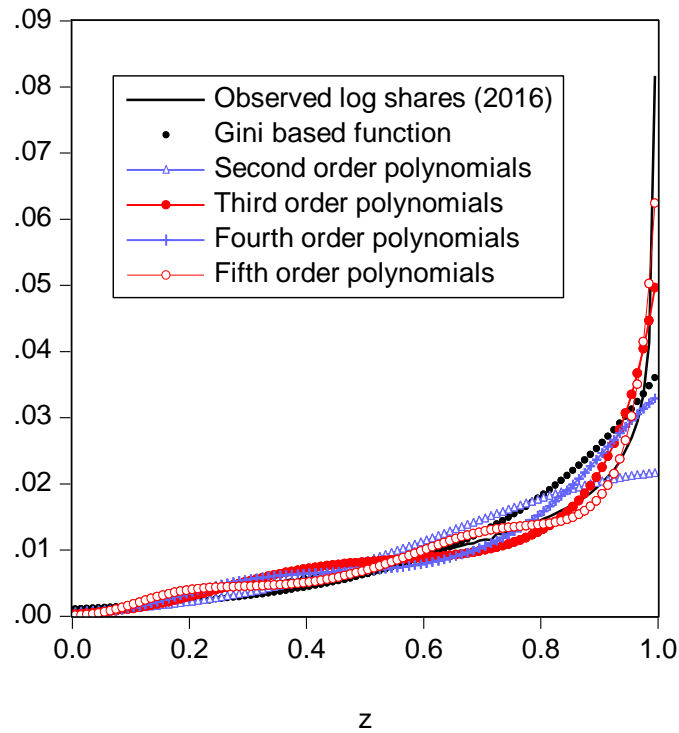 .09
.08
.07
.06
.05
.04
.03
.02
.01
.00
Observed log shares (2016)
Gini based function
Second order polynomials
Third order polynomials
Fourth order polynomials
Fifth order polynomials
0.0 0.2 0.4 0.6 0.8 1.0
z